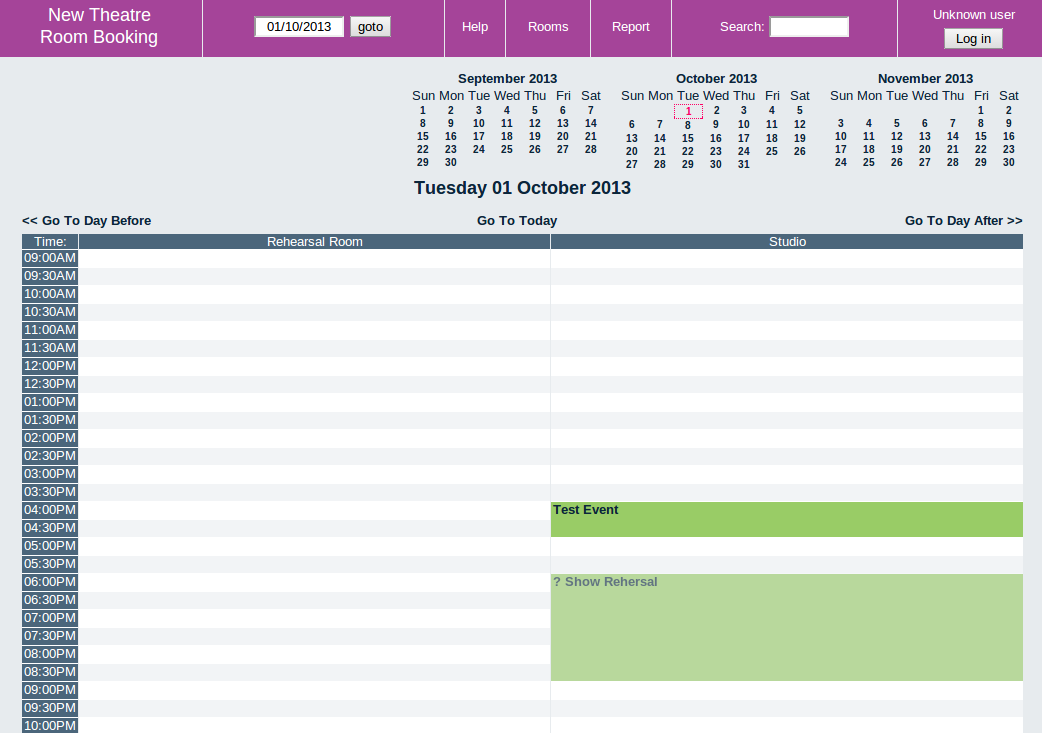 New Theatre
Room Booking
01/10/2013 goto
Help
Rooms
Report
Search:
Unknown user
Log in
September 2013
Sun Mon Tue Wed Thu Fri Sat
1 2 3 4 5 6 7
8 9 10 11 12 13 14
15 16 17 18 19 20 21
22 23 24 25 26 27 28
29 30
October 2013
Sun Mon Tue Wed Thu Fri Sat
1 2 3 4 5
6 7 8 9 10 11 12
13 14 15 16 17 18 19
20 21 22 23 24 25 26
27 28 29 30 31
November 2013
Sun Mon Tue Wed Thu Fri Sat
1 2
3 4 5 6 7 8 9
10 11 12 13 14 15 16
17 18 19 20 21 22 23
24 25 26 27 28 29 30
Tuesday 01 October 2013
<< Go To Day Before Go To Today Go To Day After >>
Time: Rehearsal Room Studio
09:00AM
09:30AM
10:00AM
10:30AM
11:00AM
11:30AM
12:00PM
12:30PM
01:00PM
01:30PM
02:00PM
02:30PM
03:00PM
03:30PM
04:00PM Test Event
04:30PM
05:00PM
05:30PM
06:00PM ? Show Rehersal
06:30PM
07:00PM
07:30PM
08:00PM
08:30PM
09:00PM
09:30PM
10:00PM